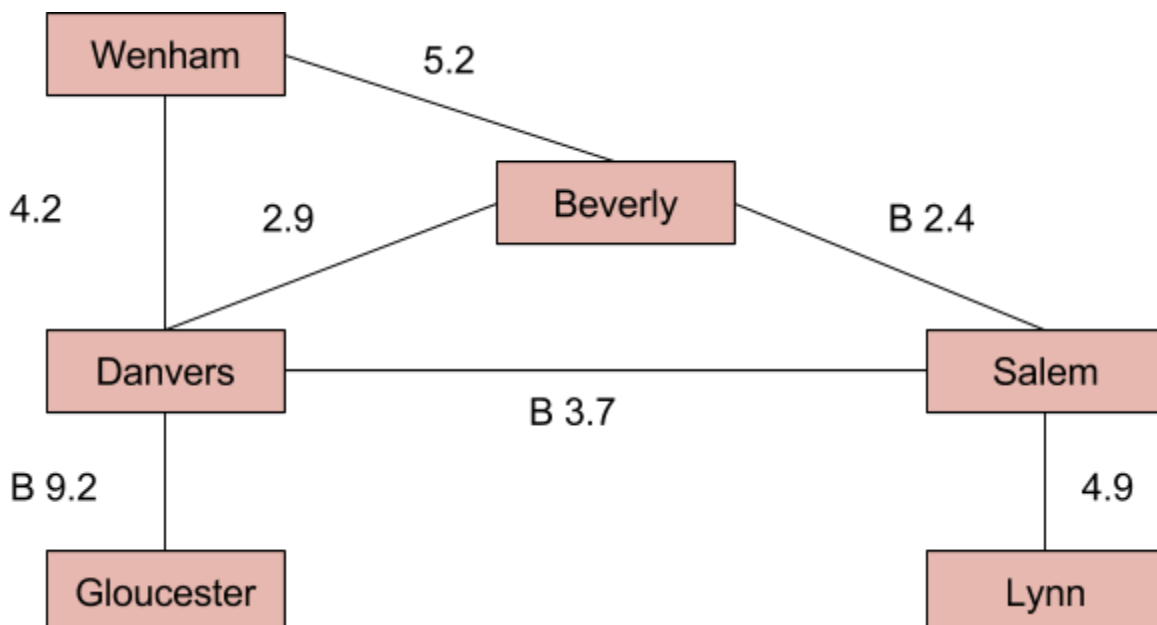 Wenham
5.2
Beverly
4.2
2.9
B 2.4
Danvers
Salem
B 3.7
B 9.2
4.9
Gloucester
Lynn